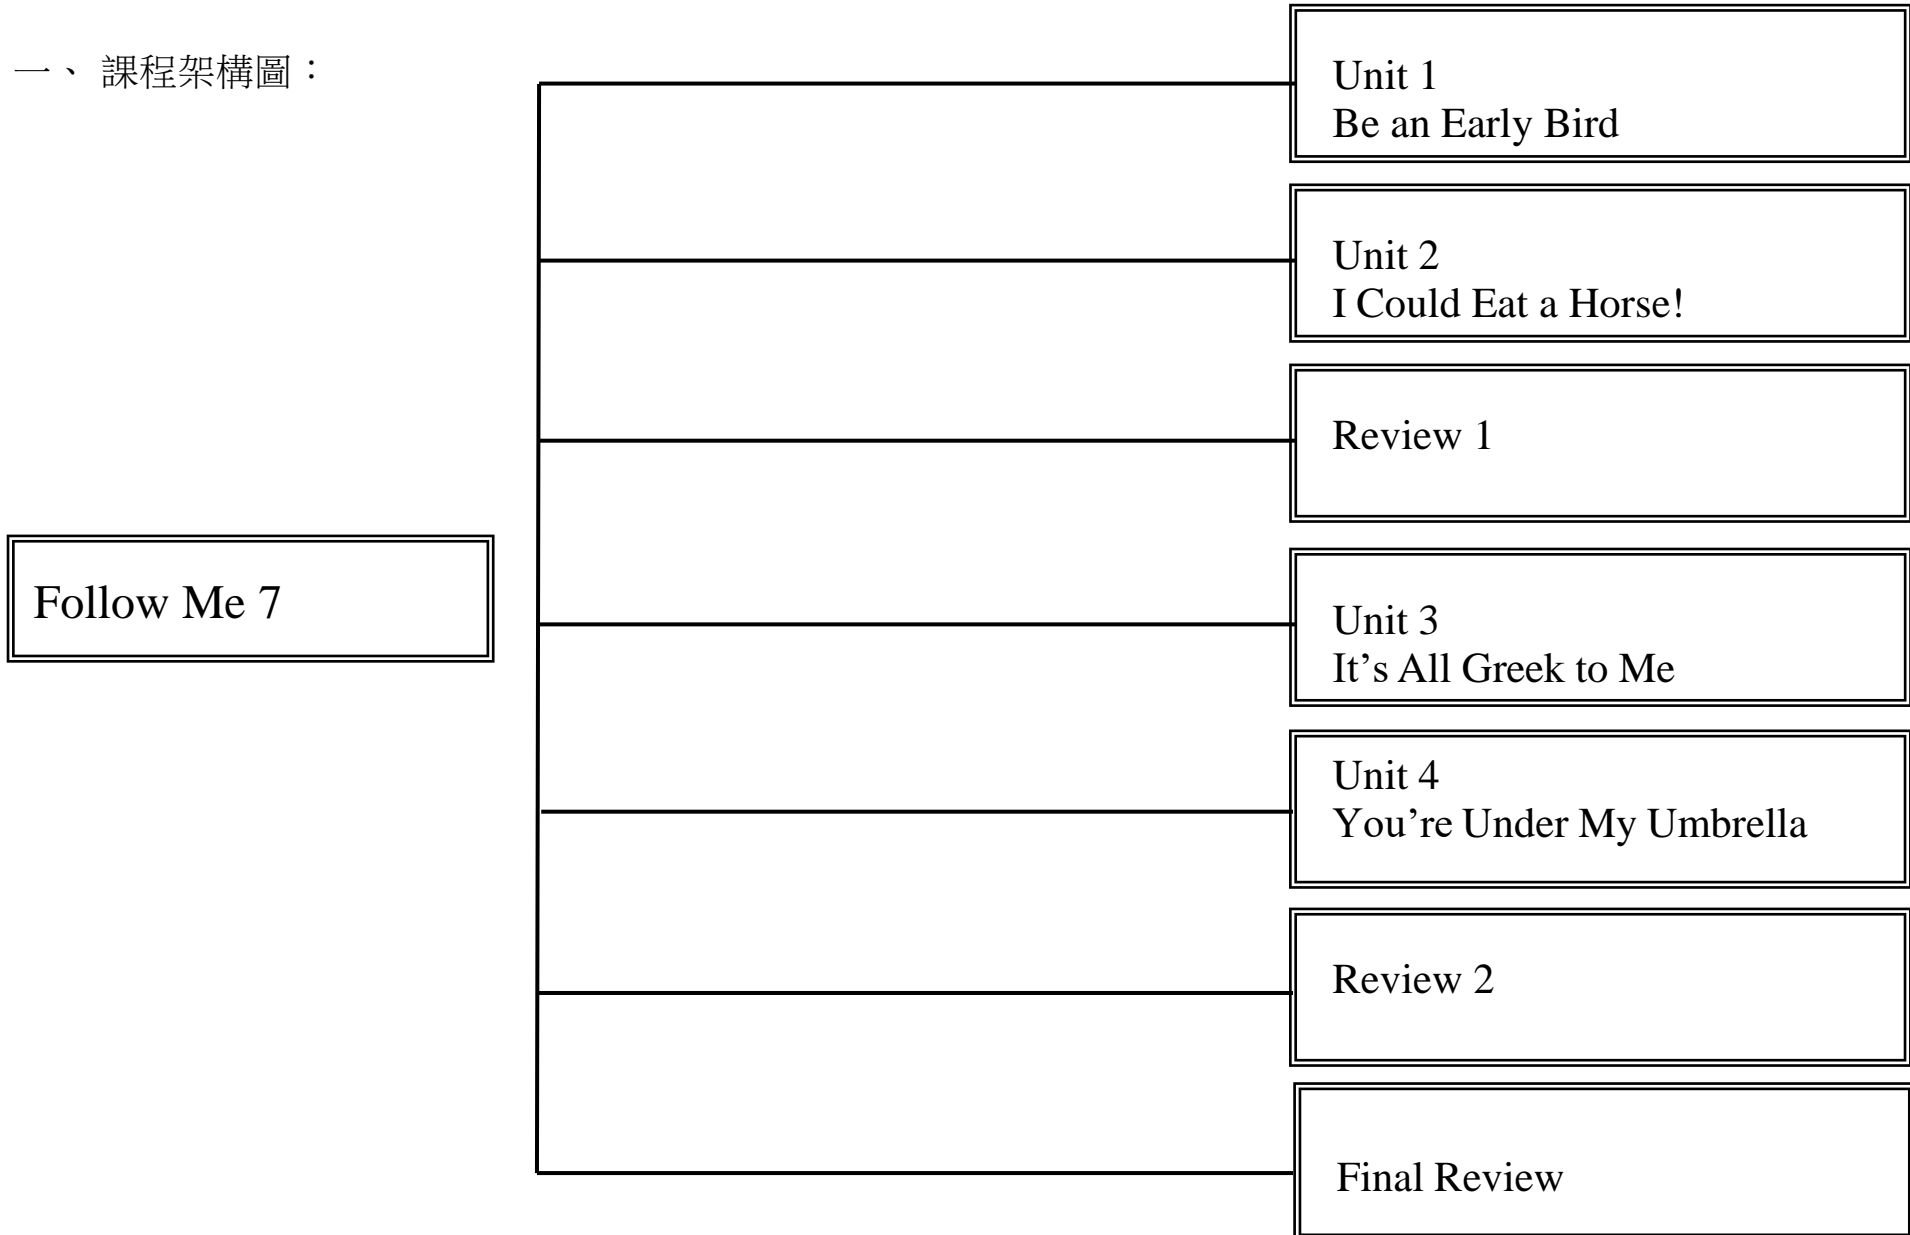 一、 課程架構圖：
Unit 1
Be an Early Bird
Unit 2
I Could Eat a Horse!
Review 1
Follow Me 7
Unit 3
It’s All Greek to Me
Unit 4
You’re Under My Umbrella
Review 2
Final Review